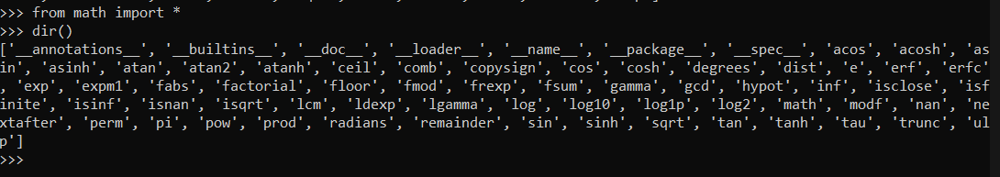 >>> from math import *
>>> dir()
['__annotations__', '__builtins__', '__doc__', '__loader__', '__name__', '__package__', '__spec__', 'acos', 'acosh', 'as
in', 'asinh', 'atan', 'atan2', 'atanh', 'ceil', 'comb', 'copysign', 'cos', 'cosh', 'degrees', 'dist', 'e', 'erf', 'erfc'
, 'exp', 'expm1', 'fabs', 'factorial', 'floor', 'fmod', 'frexp', 'fsum', 'gamma', 'gcd', 'hypot', 'inf', 'isclose', 'isf
inite', 'isinf', 'isnan', 'isqrt', 'lcm', 'ldexp', 'lgamma', 'log', 'log10', 'log1p', 'log2', 'math', 'modf', 'nan', 'ne
xtafter', 'perm', 'pi', 'pow', 'prod', 'radians', 'remainder', 'sin', 'sinh', 'sqrt', 'tan', 'tanh', 'tau', 'trunc', 'ul
p']
>>>